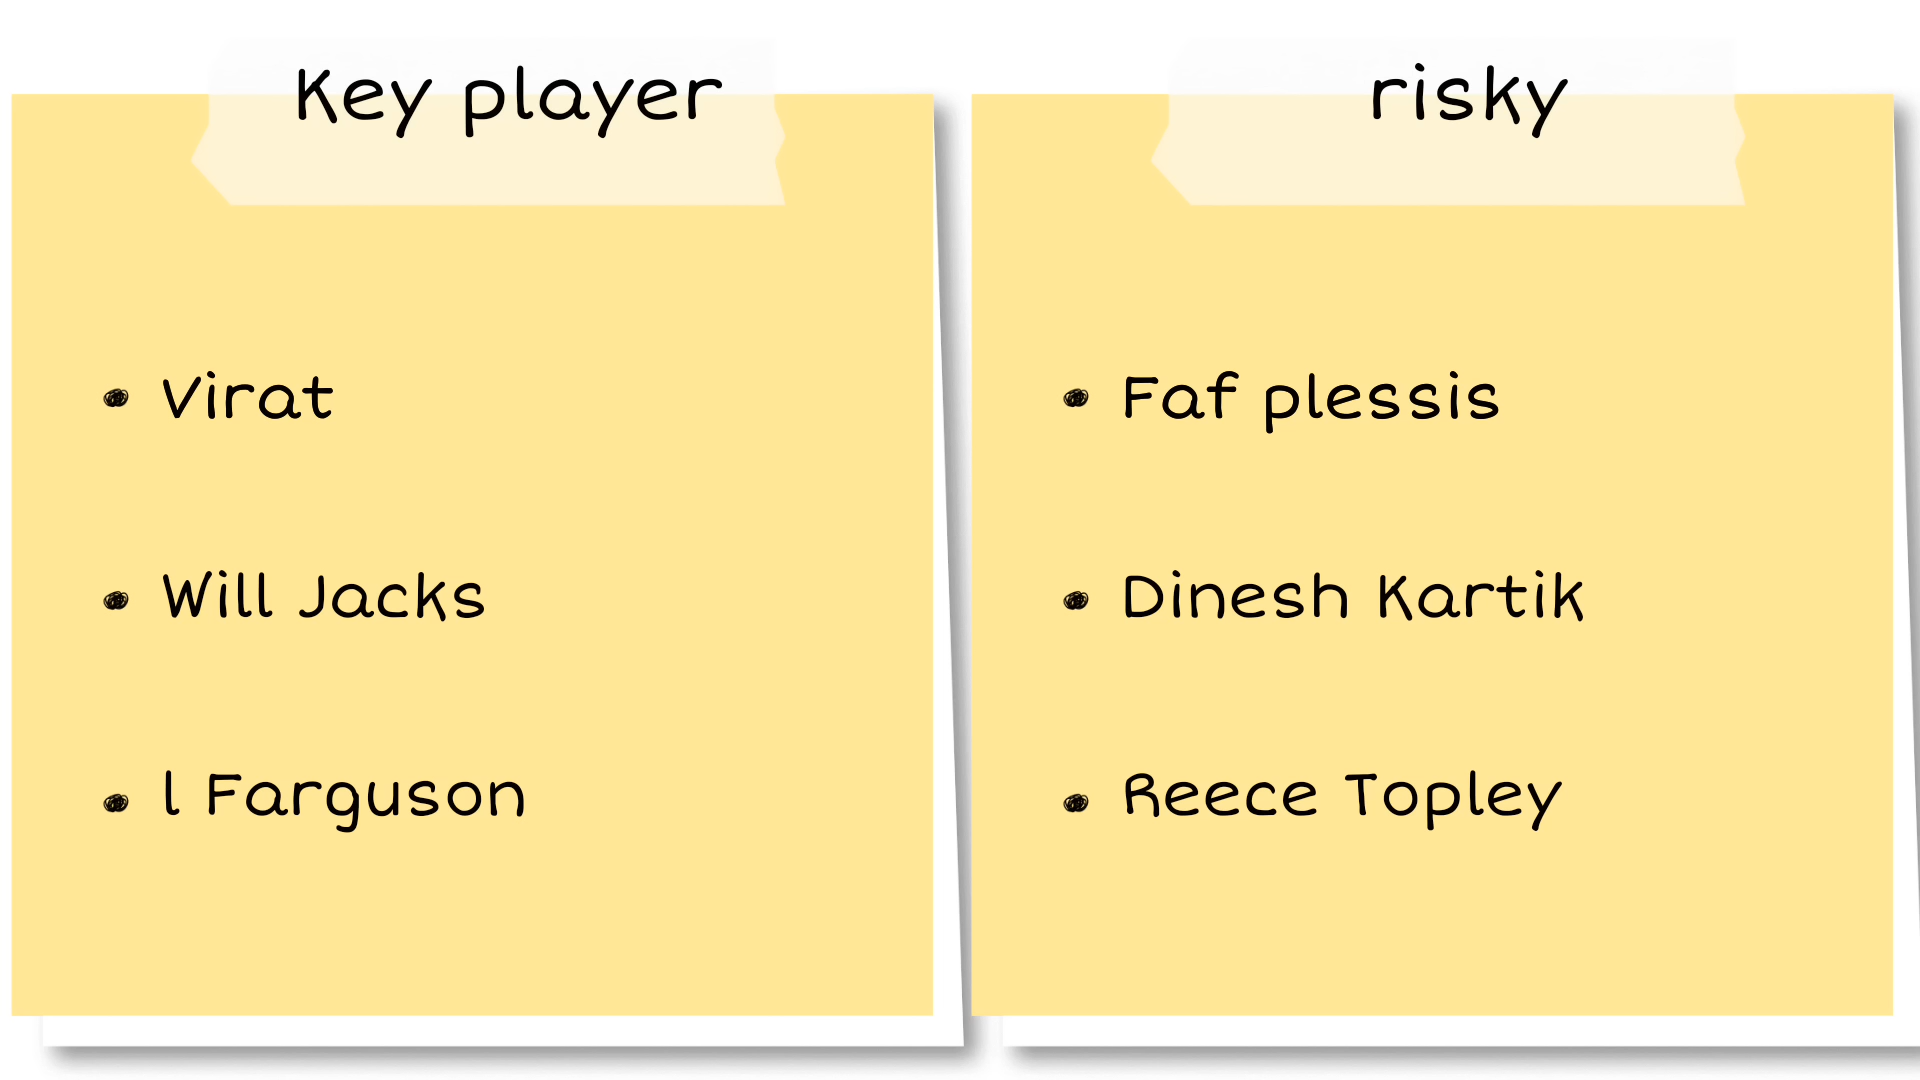 Key player
Virat
Will Jacks
l Farguson
risky
Faf plessis
Dinesh Kartik
Reece Topley